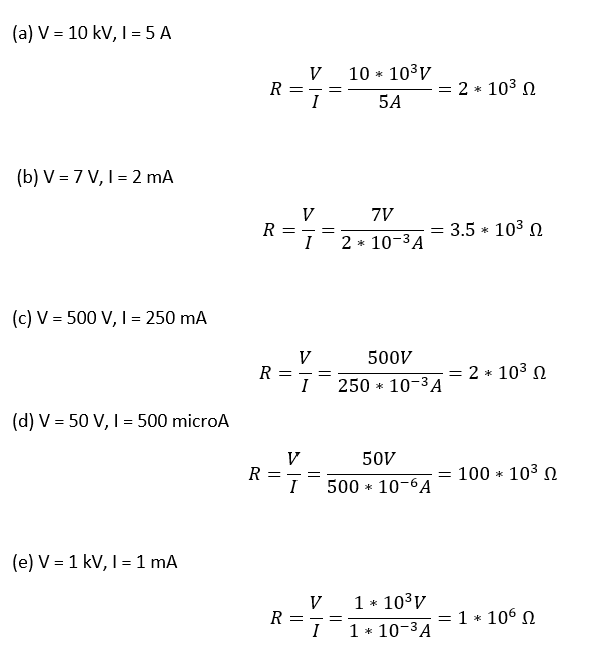 (a) V = 10 kV, I = 5 A
R = V/I = 10 * 10³V/5A = 2 * 10³ Ω
(b) V = 7 V, I = 2 mA
R = V/I = 7V/2 * 10⁻³A = 3.5 * 10³ Ω
(c) V = 500 V, I = 250 mA
R = V/I = 500V/250 * 10⁻³A = 2 * 10³ Ω
(d) V = 50 V, I = 500 microA
R = V/I = 50V/500 * 10⁻⁶A = 100 * 10³ Ω
(e) V = 1 kV, I = 1 mA
R = V/I = 1 * 10³V/1 * 10⁻³A = 1 * 10⁶ Ω